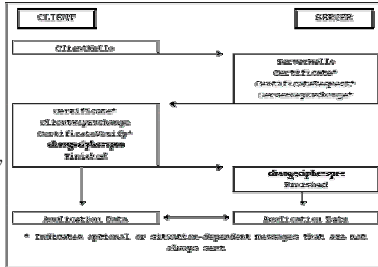 CLIENT
SERVER
ClientHello
ServerHello
Certificate*
CertificateRequest*
ServerKeyExchange*
Certificate*
ClientKeyExchange
CertificateVerify*
changecipherspec
Finished
changecipherspec
Finished
Application Data
Application Data
* Indicates optional or situation-dependent messages that are not
always sent.